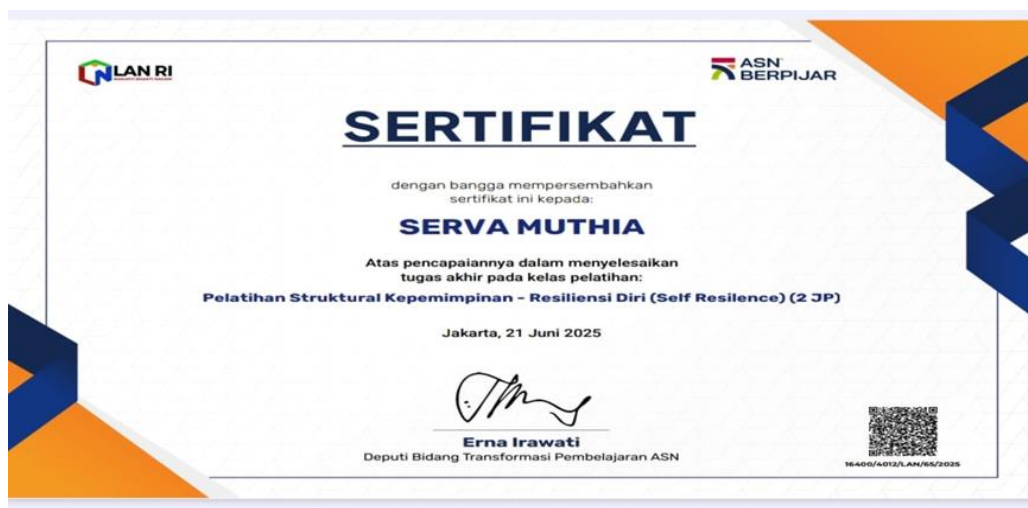 LAN RI
ASN
BERPIJAR
SERTIFIKAT
dengan bangga mempersembahkan
sertifikat ini kepada:
SERVA MUTHIA
Atas pencapaiannya dalam menyelesaikan
tugas akhir pada kelas pelatihan:
Pelatihan Struktural Kepemimpinan - Resiliensi Diri (Self Resilence) (2 JP)
Jakarta, 21 Juni 2025
Erna Irawati
Deputi Bidang Transformasi Pembelajaran ASN
16400/4012/LAN/65/2025